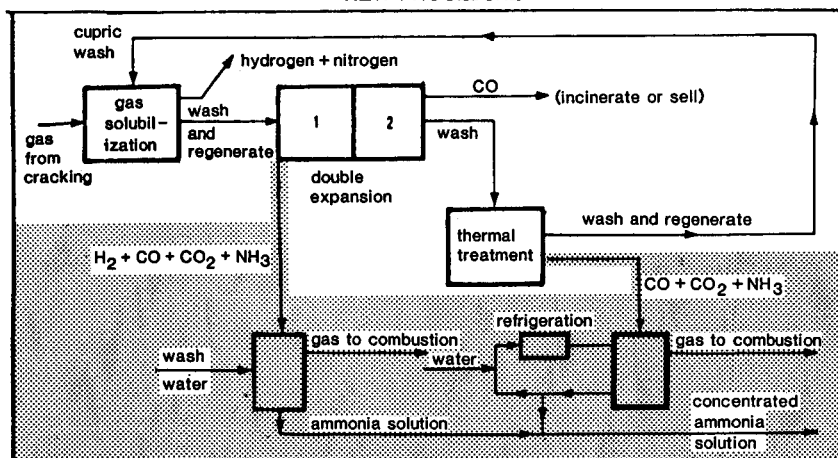 cupric
wash
hydrogen + nitrogen
gas
solubil-
ization
gas
from
cracking
wash
and
regenerate
1
2
double
expansion
CO
(incinerate or sell)
wash
thermal
treatment
wash and regenerate
H₂ + CO + CO₂ + NH₃
CO + CO₂ + NH₃
wash
water
gas to combustion
water
refrigeration
gas to combustion
ammonia solution
concentrated
ammonia
solution